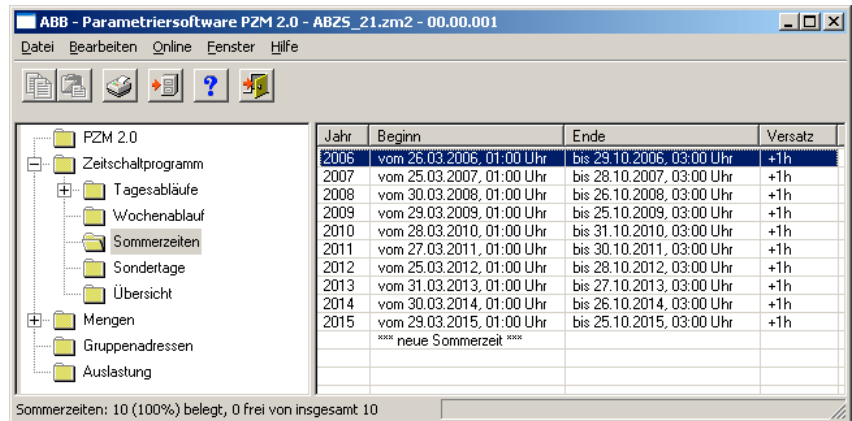 ABB - Parametriersoftware PZM 2.0 - ABZS_21.zm2 - 00.00.001
Datei Bearbeiten Online Fenster Hilfe
PZM 2.0
Zeitschaltprogramm
Tagesabläufe
Wochenablauf
Sommerzeiten
Sondertage
Übersicht
Mengen
Gruppenadressen
Auslastung
Jahr Beginn Ende Versatz
2006 vom 26.03.2006, 01:00 Uhr bis 29.10.2006, 03:00 Uhr +1h
2007 vom 25.03.2007, 01:00 Uhr bis 28.10.2007, 03:00 Uhr +1h
2008 vom 30.03.2008, 01:00 Uhr bis 26.10.2008, 03:00 Uhr +1h
2009 vom 29.03.2009, 01:00 Uhr bis 25.10.2009, 03:00 Uhr +1h
2010 vom 28.03.2010, 01:00 Uhr bis 31.10.2010, 03:00 Uhr +1h
2011 vom 27.03.2011, 01:00 Uhr bis 30.10.2011, 03:00 Uhr +1h
2012 vom 25.03.2012, 01:00 Uhr bis 28.10.2012, 03:00 Uhr +1h
2013 vom 31.03.2013, 01:00 Uhr bis 27.10.2013, 03:00 Uhr +1h
2014 vom 30.03.2014, 01:00 Uhr bis 26.10.2014, 03:00 Uhr +1h
2015 vom 29.03.2015, 01:00 Uhr bis 25.10.2015, 03:00 Uhr +1h
*** neue Sommerzeit ***
Sommerzeiten: 10 (100%) belegt, 0 frei von insgesamt 10